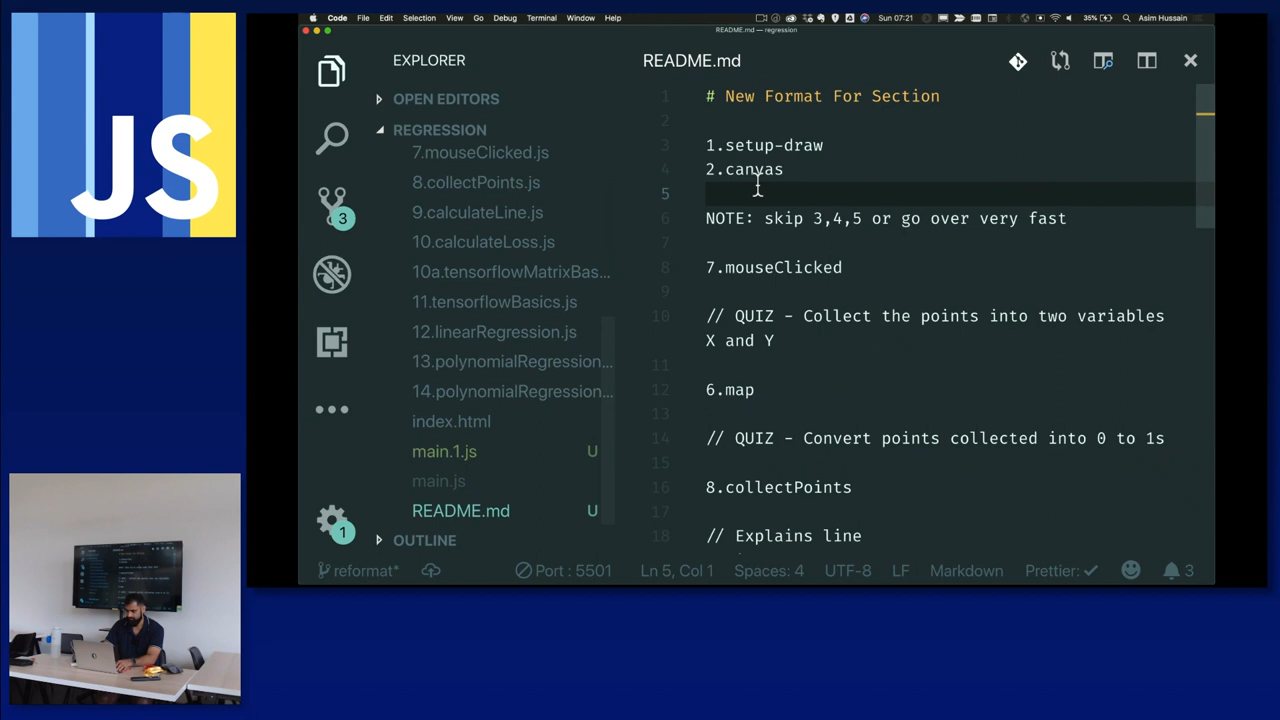 JS
Code File Edit Selection View Go Debug Terminal Window Help Sun 07:21 35% Asim Hussain
README.md — regression
EXPLORER
OPEN EDITORS
REGRESSION
7.mouseClicked.js
8.collectPoints.js
9.calculateLine.js
10.calculateLoss.js
10a.tensorflowMatrixBas...
11.tensorflowBasics.js
12.linearRegression.js
13.polynomialRegression...
14.polynomialRegression...
index.html
main.1.js U
main.js
README.md U
OUTLINE
3
1
README.md
1 # New Format For Section
2
3 1.setup-draw
4 2.canvas
5
6 NOTE: skip 3,4,5 or go over very fast
7
8 7.mouseClicked
9
10 // QUIZ - Collect the points into two variables
X and Y
11
12 6.map
13
14 // QUIZ - Convert points collected into 0 to 1s
15
16 8.collectPoints
17
18 // Explains line
reformat* Port : 5501 Ln 5, Col 1 Spaces: 4 UTF-8 LF Markdown Prettier: ✓ 3